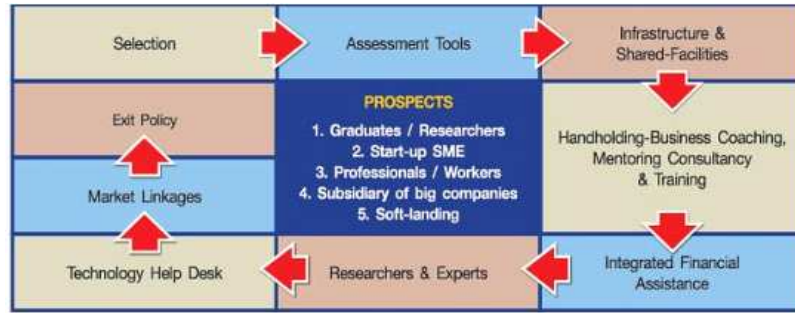 Selection
Assessment Tools
Infrastructure &
Shared-Facilities
Exit Policy
PROSPECTS
1. Graduates / Researchers
2. Start-up SME
3. Professionals / Workers
4. Subsidiary of big companies
5. Soft-landing
Handholding-Business Coaching,
Mentoring Consultancy
& Training
Market Linkages
Technology Help Desk
Researchers & Experts
Integrated Financial
Assistance